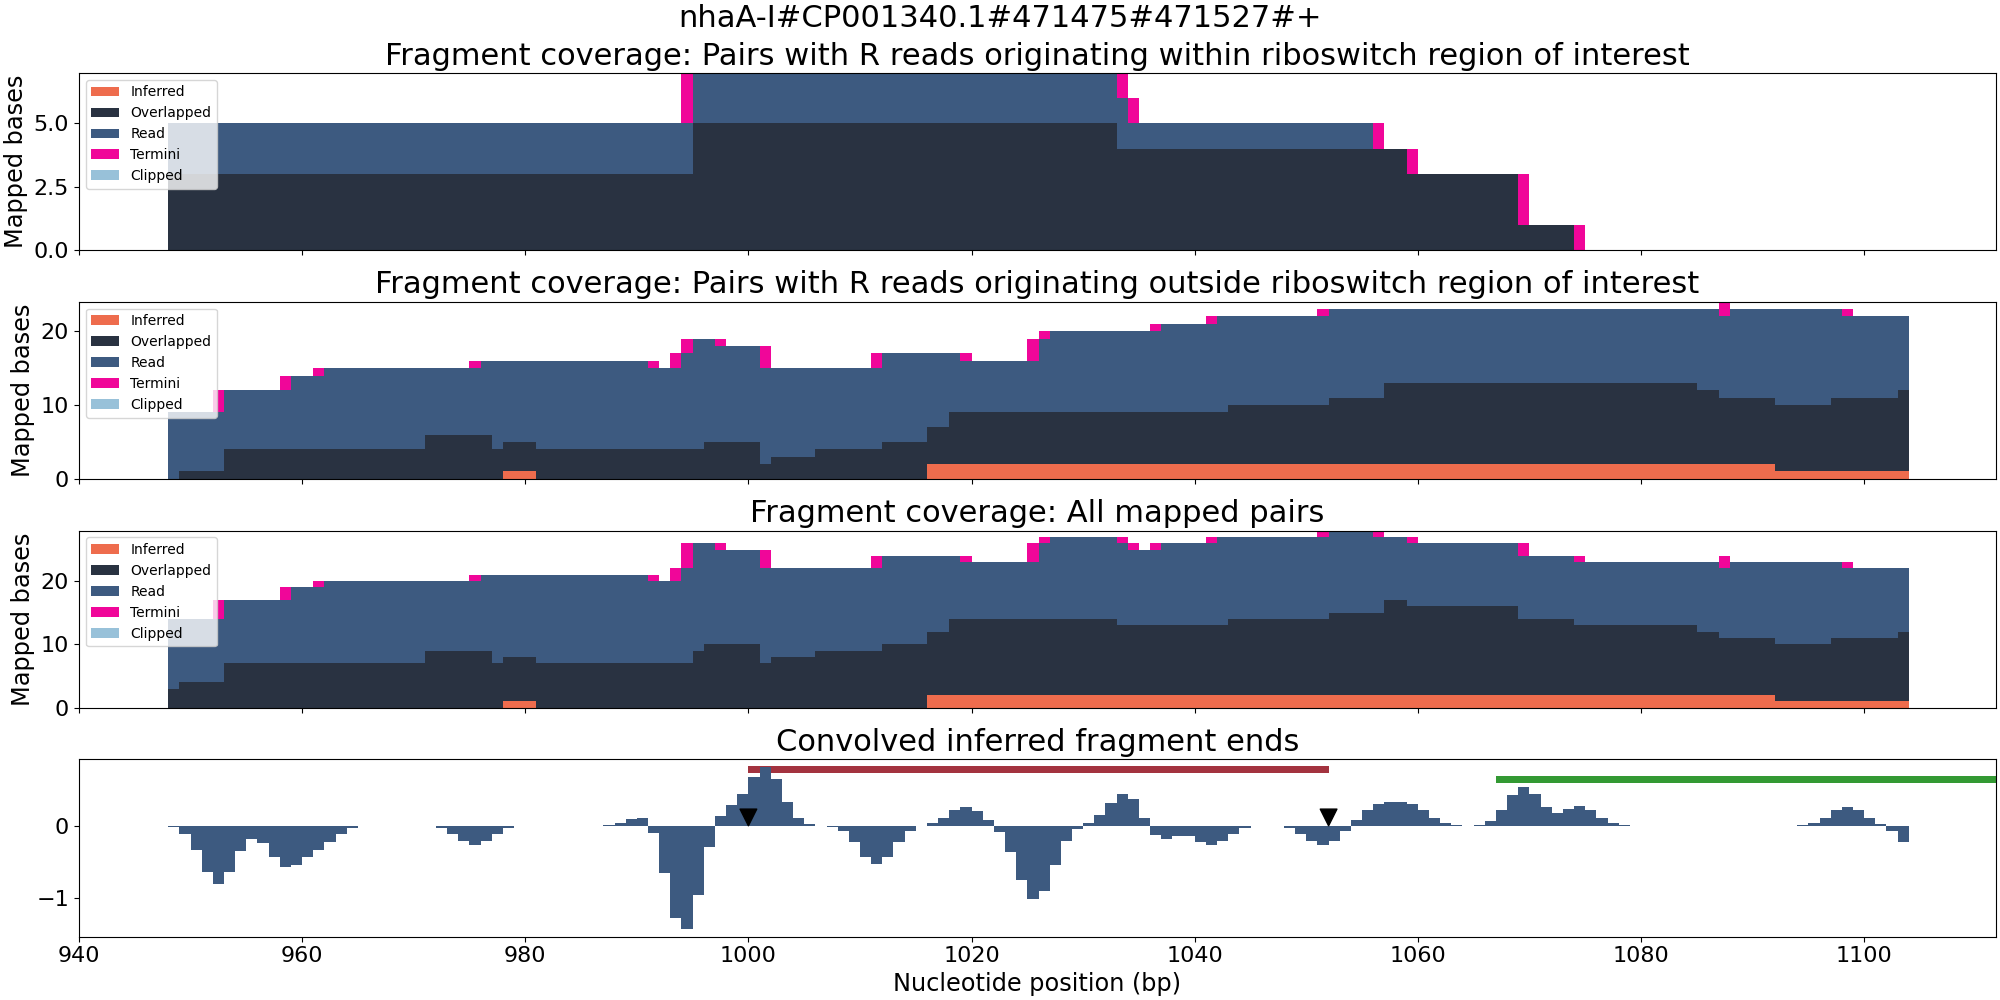 nhaA-I#CP001340.1#471475#471527#+
Fragment coverage: Pairs with R reads originating within riboswitch region of interest
Mapped bases
5.0
2.5
0.0
Inferred
Overlapped
Read
Termini
Clipped
Fragment coverage: Pairs with R reads originating outside riboswitch region of interest
Mapped bases
20
10
0
Inferred
Overlapped
Read
Termini
Clipped
Fragment coverage: All mapped pairs
Mapped bases
20
10
0
Inferred
Overlapped
Read
Termini
Clipped
Convolved inferred fragment ends
0
−1
940 960 980 1000 1020 1040 1060 1080 1100
Nucleotide position (bp)